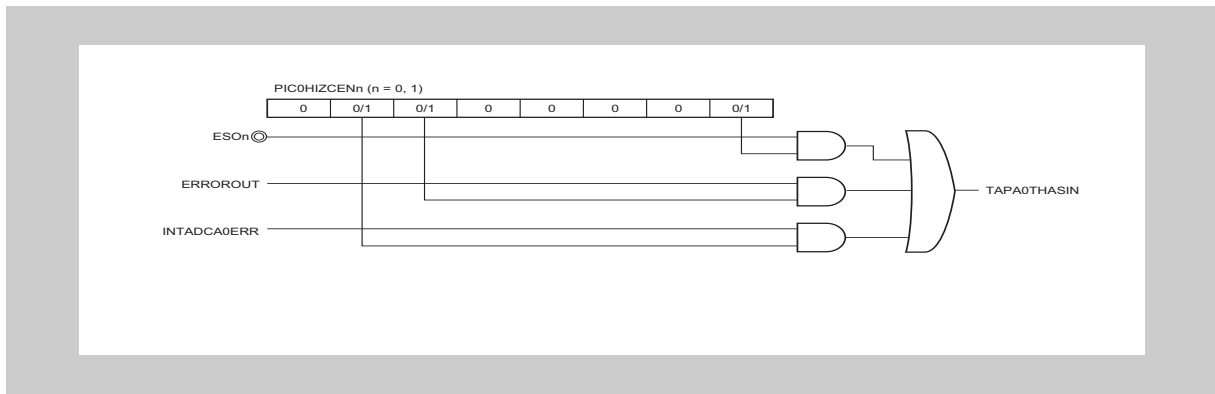 PIC0HIZCENn (n = 0, 1)
0 0/1 0/1 0 0 0 0 0/1
ESOn
ERROROUT
TAPA0THASIN
INTADCA0ERR